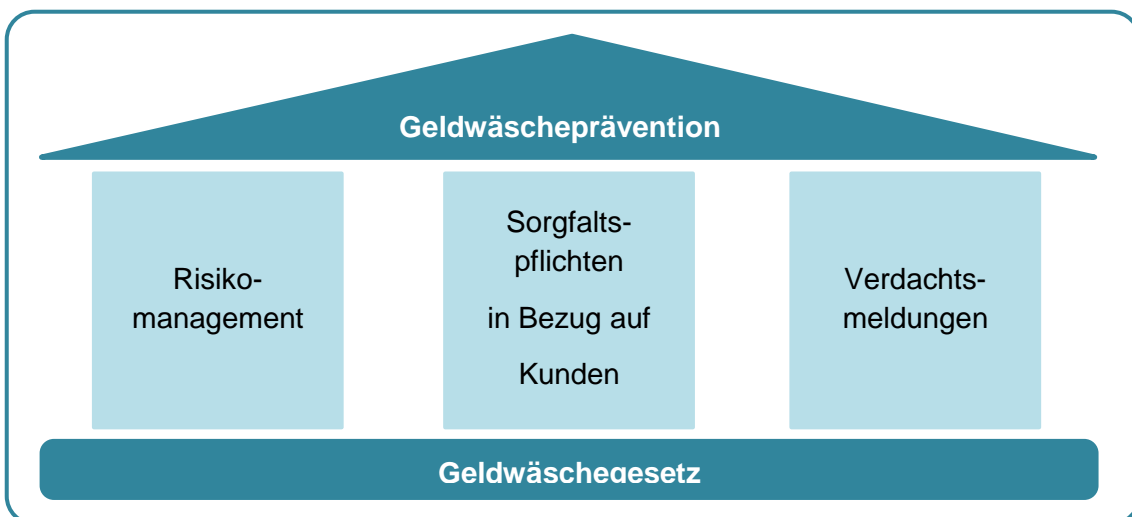 Geldwäscheprävention
Risiko-
management
Sorgfalts-
pflichten
in Bezug auf
Kunden
Verdachts-
meldungen
Geldwäschegesetz